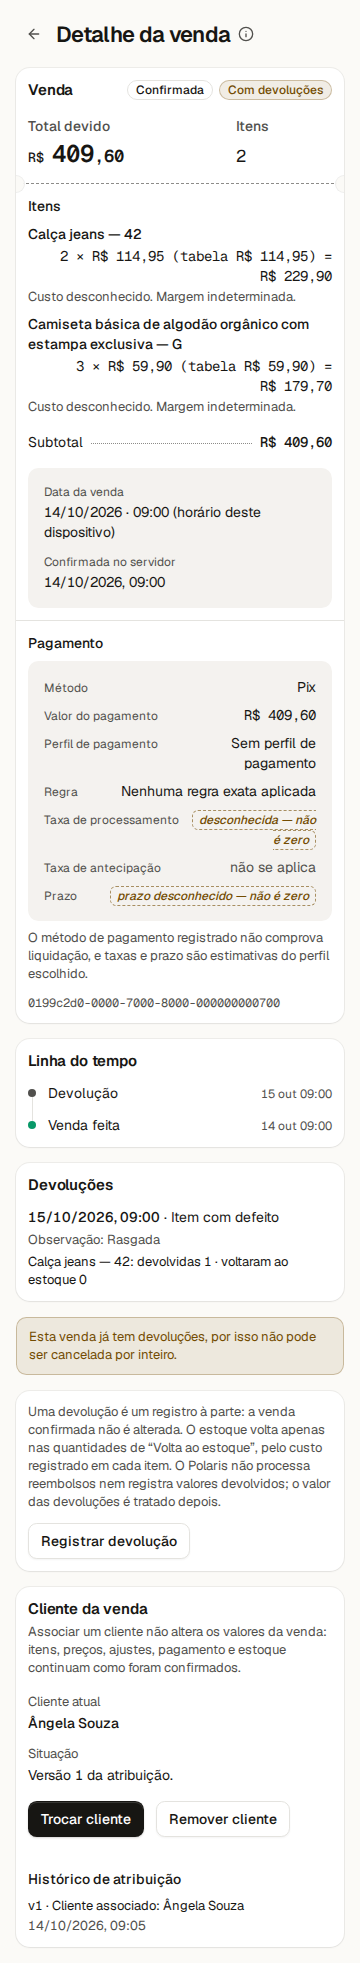 Detalhe da venda
Venda
Confirmada
Com devoluções
Total devido
Itens
R$ 409,60
2
Itens
Calça jeans — 42
2 × R$ 114,95 (tabela R$ 114,95) =
R$ 229,90
Custo desconhecido. Margem indeterminada.
Camiseta básica de algodão orgânico com
estampa exclusiva — G
3 × R$ 59,90 (tabela R$ 59,90) =
R$ 179,70
Custo desconhecido. Margem indeterminada.
Subtotal R$ 409,60
Data da venda
14/10/2026 · 09:00 (horário deste
dispositivo)
Confirmada no servidor
14/10/2026, 09:00
Pagamento
Método Pix
Valor do pagamento R$ 409,60
Perfil de pagamento Sem perfil de
pagamento
Regra Nenhuma regra exata aplicada
Taxa de processamento desconhecida — não
é zero
Taxa de antecipação não se aplica
Prazo prazo desconhecido — não é zero
O método de pagamento registrado não comprova
liquidação, e taxas e prazo são estimativas do perfil
escolhido.
0199c2d0-0000-7000-8000-000000000700
Linha do tempo
Devolução 15 out 09:00
Venda feita 14 out 09:00
Devoluções
15/10/2026, 09:00 · Item com defeito
Observação: Rasgada
Calça jeans — 42: devolvidas 1 · voltaram ao
estoque 0
Esta venda já tem devoluções, por isso não pode
ser cancelada por inteiro.
Uma devolução é um registro à parte: a venda
confirmada não é alterada. O estoque volta apenas
nas quantidades de “Volta ao estoque”, pelo custo
registrado em cada item. O Polaris não processa
reembolsos nem registra valores devolvidos; o valor
das devoluções é tratado depois.
Registrar devolução
Cliente da venda
Associar um cliente não altera os valores da venda:
itens, preços, ajustes, pagamento e estoque
continuam como foram confirmados.
Cliente atual
Ângela Souza
Situação
Versão 1 da atribuição.
Trocar cliente
Remover cliente
Histórico de atribuição
v1 · Cliente associado: Ângela Souza
14/10/2026, 09:05